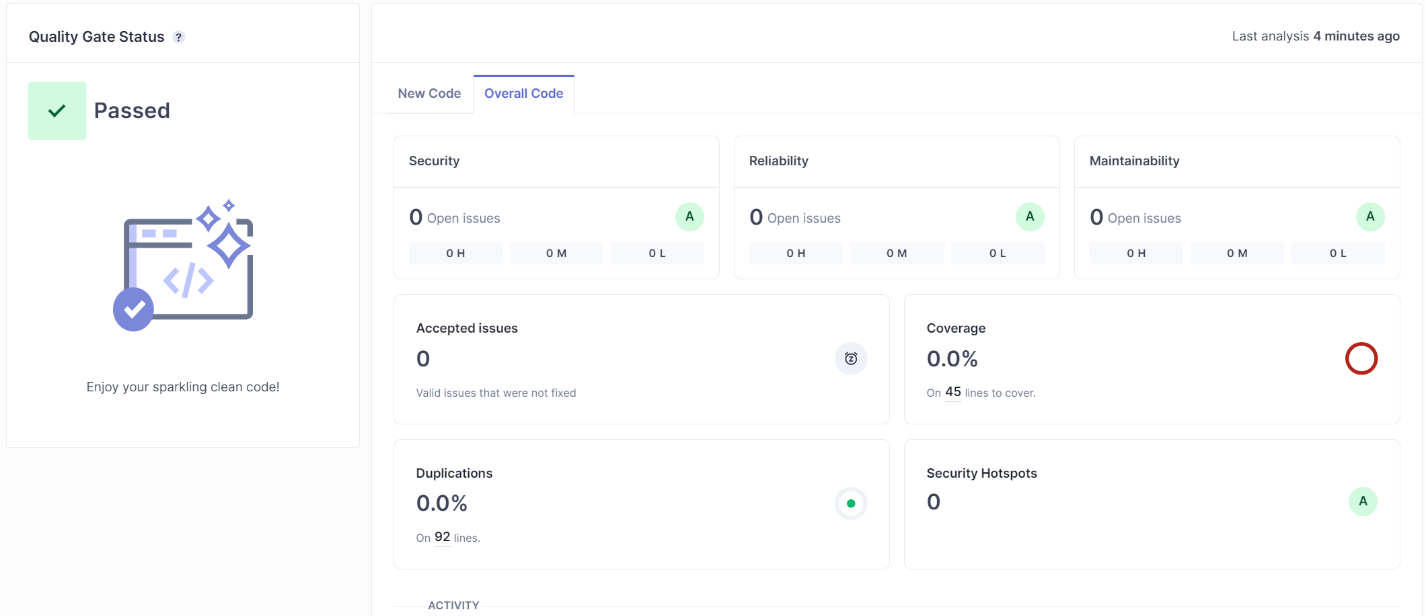 Quality Gate Status ?
Passed
Enjoy your sparkling clean code!
Last analysis 4 minutes ago
New Code Overall Code
Security
0 Open issues A
0 H 0 M 0 L
Reliability
0 Open issues A
0 H 0 M 0 L
Maintainability
0 Open issues A
0 H 0 M 0 L
Accepted issues
0
Valid issues that were not fixed
Coverage
0.0%
On 45 lines to cover.
Duplications
0.0%
On 92 lines.
Security Hotspots
0 A
ACTIVITY